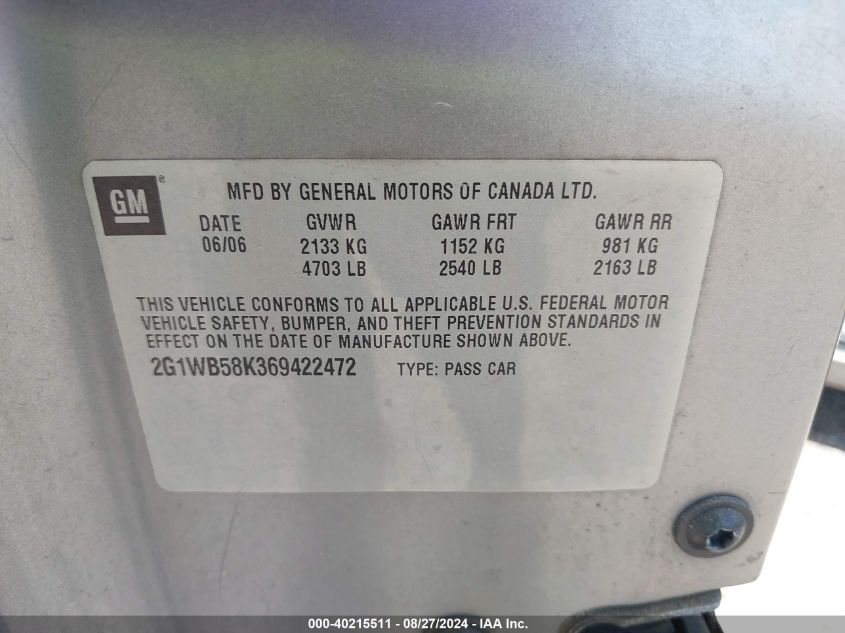 GM ®
MFD BY GENERAL MOTORS OF CANADA LTD.
DATE GVWR GAWR FRT GAWR RR
06/06 2133 KG 1152 KG 981 KG
4703 LB 2540 LB 2163 LB
THIS VEHICLE CONFORMS TO ALL APPLICABLE U.S. FEDERAL MOTOR
VEHICLE SAFETY, BUMPER, AND THEFT PREVENTION STANDARDS IN
EFFECT ON THE DATE OF MANUFACTURE SHOWN ABOVE.
2G1WB58K369422472 TYPE: PASS CAR
000-40215511 - 08/27/2024 - IAA Inc.